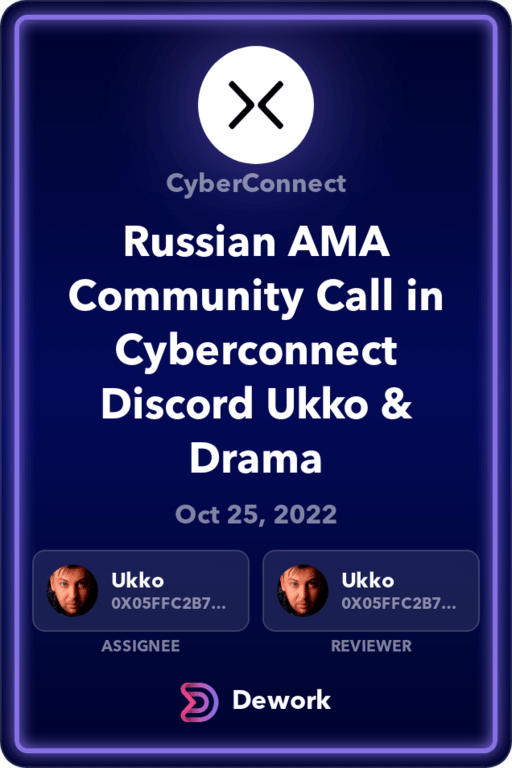 CyberConnect
Russian AMA
Community Call in
Cyberconnect
Discord Ukko &
Drama
Oct 25, 2022
Ukko
0X05FFC2B7...
Ukko
0X05FFC2B7...
ASSIGNEE
REVIEWER
Dework